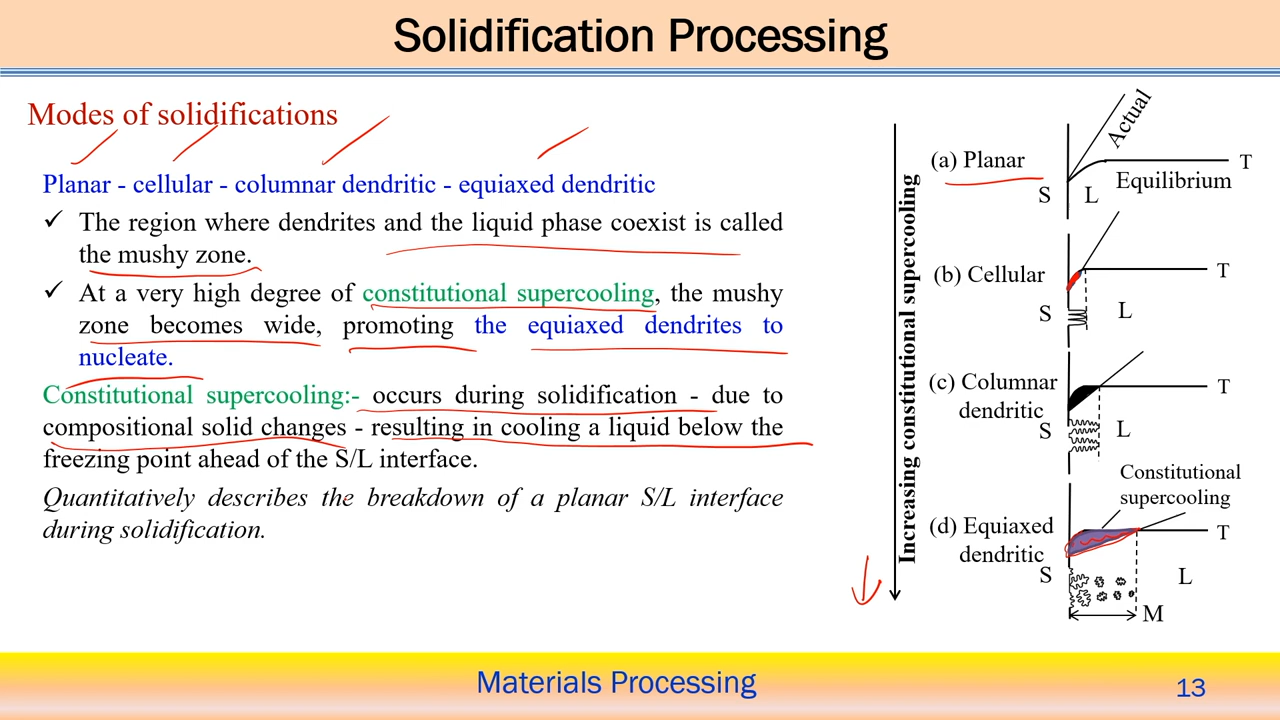 Solidification Processing
Modes of solidifications
Planar - cellular - columnar dendritic - equiaxed dendritic
✓ The region where dendrites and the liquid phase coexist is called
the mushy zone.
✓ At a very high degree of constitutional supercooling, the mushy
zone becomes wide, promoting the equiaxed dendrites to
nucleate.
Constitutional supercooling:- occurs during solidification - due to
compositional solid changes - resulting in cooling a liquid below the
freezing point ahead of the S/L interface.
Quantitatively describes the breakdown of a planar S/L interface
during solidification.
Increasing constitutional supercooling
(a) Planar
Actual
T
Equilibrium
S
L
(b) Cellular
T
S
L
(c) Columnar
dendritic
T
S
L
Constitutional
supercooling
(d) Equiaxed
dendritic
T
S
L
M
Materials Processing
13